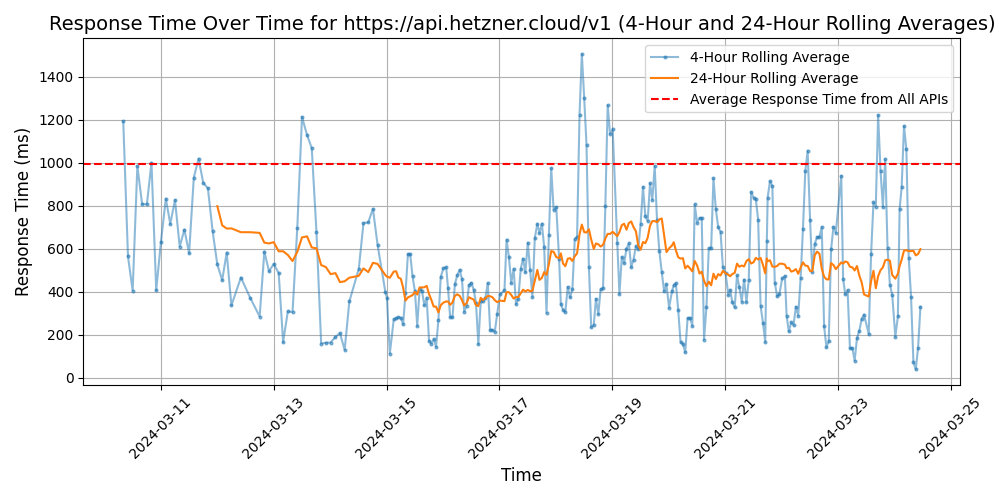 Response Time Over Time for https://api.hetzner.cloud/v1 (4-Hour and 24-Hour Rolling Averages)
4-Hour Rolling Average
24-Hour Rolling Average
Average Response Time from All APIs
Response Time (ms)
1400
1200
1000
800
600
400
200
0
2024-03-11
2024-03-13
2024-03-15
2024-03-17
2024-03-19
2024-03-21
2024-03-23
2024-03-25
Time